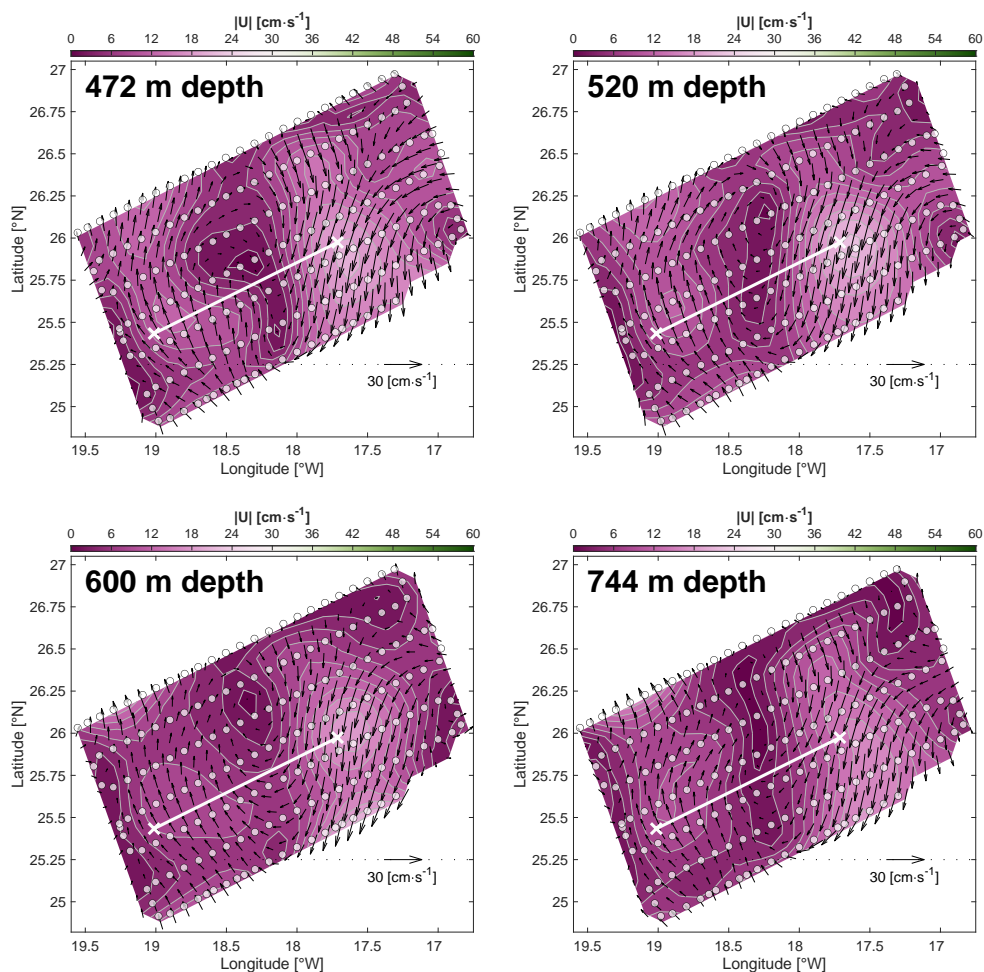 |U| [cm·s-1]
0 6 12 18 24 30 36 42 48 54 60
472 m depth
27
26.75
26.5
26.25
26
25.75
25.5
25.25
25
Latitude [°N]
30 [cm·s-1]
19.5 19 18.5 18 17.5 17
Longitude [°W]
|U| [cm·s-1]
0 6 12 18 24 30 36 42 48 54 60
520 m depth
27
26.75
26.5
26.25
26
25.75
25.5
25.25
25
Latitude [°N]
30 [cm·s-1]
19.5 19 18.5 18 17.5 17
Longitude [°W]
|U| [cm·s-1]
0 6 12 18 24 30 36 42 48 54 60
600 m depth
27
26.75
26.5
26.25
26
25.75
25.5
25.25
25
Latitude [°N]
30 [cm·s-1]
19.5 19 18.5 18 17.5 17
Longitude [°W]
|U| [cm·s-1]
0 6 12 18 24 30 36 42 48 54 60
744 m depth
27
26.75
26.5
26.25
26
25.75
25.5
25.25
25
Latitude [°N]
30 [cm·s-1]
19.5 19 18.5 18 17.5 17
Longitude [°W]